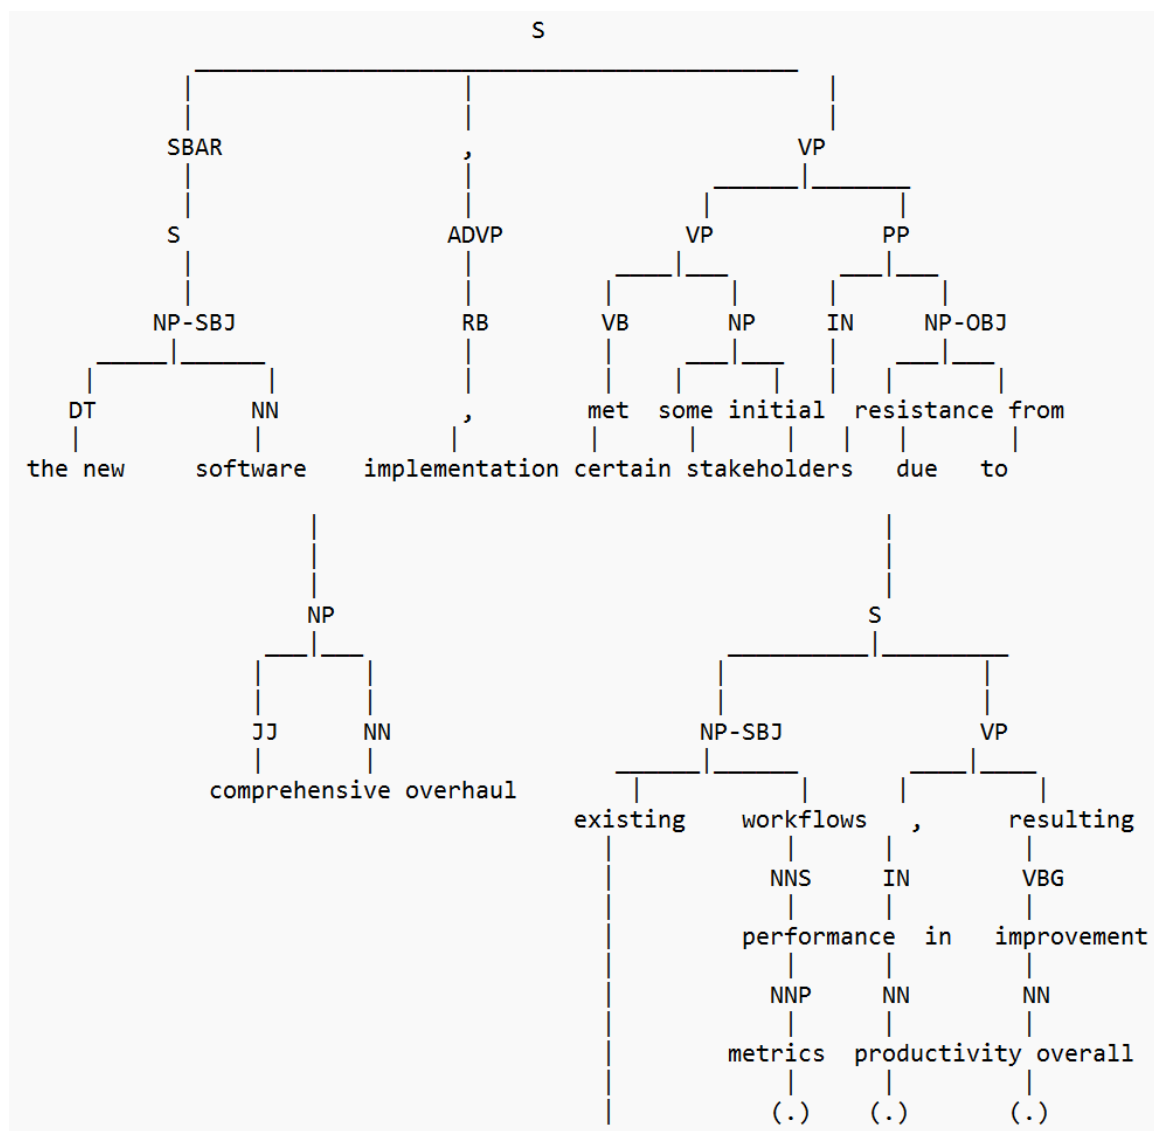 S
SBAR , VP
S ADVP VP PP
NP-SBJ RB VB NP IN NP-OBJ
DT NN , met some initial resistance from
the new software implementation certain stakeholders due to
NP S
JJ NN NP-SBJ VP
comprehensive overhaul
existing workflows , resulting
NNS IN VBG
performance in improvement
NNP NN NN
metrics productivity overall
(.) (.) (.)